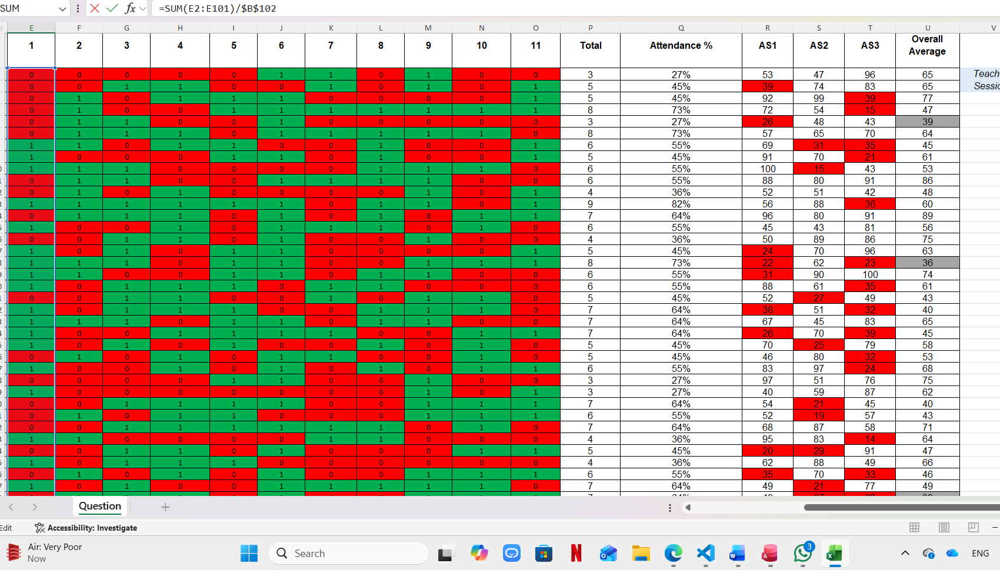 SUM =SUM(E2:E101)/$B$102
E F G H I J K L M N O P Q R S T U V
1 2 3 4 5 6 7 8 9 10 11 Total Attendance % AS1 AS2 AS3 Overall Average
0 0 0 0 0 1 1 0 1 0 0 3 27% 53 47 96 65 Teach
0 0 1 1 0 0 1 0 1 0 1 5 45% 39 74 83 65 Sessio
0 1 0 1 1 1 0 0 0 0 1 5 45% 92 99 39 77
0 1 0 0 1 1 1 1 1 1 1 8 73% 72 54 15 47
0 1 1 0 0 1 0 0 0 0 0 3 27% 26 48 43 39
0 1 1 1 0 1 1 1 1 1 0 8 73% 57 65 70 64
1 1 0 1 1 0 0 1 0 0 1 6 55% 69 31 35 45
1 0 0 0 1 1 0 1 0 0 1 5 45% 91 70 21 61
1 1 1 0 0 0 0 1 1 1 0 6 55% 100 15 43 53
0 1 1 0 0 1 1 1 1 0 0 6 55% 88 80 91 86
0 1 0 1 0 0 0 0 1 0 1 4 36% 52 51 42 48
1 1 1 1 1 1 0 1 1 0 1 9 82% 56 88 36 60
0 1 1 1 0 1 0 1 0 1 1 7 64% 96 80 91 89
1 0 0 1 0 1 1 1 0 1 0 6 55% 45 43 81 56
0 0 1 1 0 1 0 0 1 0 0 4 36% 50 89 86 75
1 0 1 0 1 1 0 0 0 0 1 5 45% 24 70 96 63
1 1 1 0 1 1 0 0 1 1 1 8 73% 22 62 23 36
1 1 0 0 1 1 0 1 1 0 0 6 55% 31 90 100 74
1 0 1 1 1 0 1 1 0 0 0 6 55% 88 61 35 61
0 0 1 1 0 0 1 0 1 1 0 5 45% 52 27 49 43
1 0 1 1 1 0 0 1 1 1 0 7 64% 38 51 32 40
1 1 1 0 1 1 0 1 1 0 0 7 64% 67 45 83 65
1 0 0 1 1 1 1 0 0 1 1 7 64% 26 70 39 45
1 0 1 0 1 0 0 1 0 1 0 5 45% 70 25 79 58
0 1 0 1 0 1 1 0 0 1 0 5 45% 46 80 32 53
1 0 0 1 0 1 0 1 0 1 1 6 55% 83 97 24 68
0 0 0 0 1 1 0 0 1 0 0 3 27% 97 51 76 75
1 0 0 0 0 0 0 0 1 0 1 3 27% 40 59 87 62
0 0 1 1 1 1 0 0 1 1 1 7 64% 54 21 45 40
0 1 0 1 1 0 0 0 1 1 1 6 55% 52 19 57 43
0 0 1 1 1 1 1 1 0 1 0 7 64% 68 87 58 71
1 1 0 0 0 0 1 1 0 0 0 4 36% 95 83 14 64
0 0 1 1 0 1 0 0 0 1 1 5 45% 20 29 91 47
1 0 1 1 1 0 0 0 0 0 0 4 36% 62 88 49 66
0 1 0 1 0 1 0 0 1 1 1 6 55% 35 70 33 46
1 0 1 0 0 1 1 1 1 1 0 7 64% 49 21 77 49
Question
Edit Accessibility: Investigate
Air: Very Poor
Now
Search
3
ENG